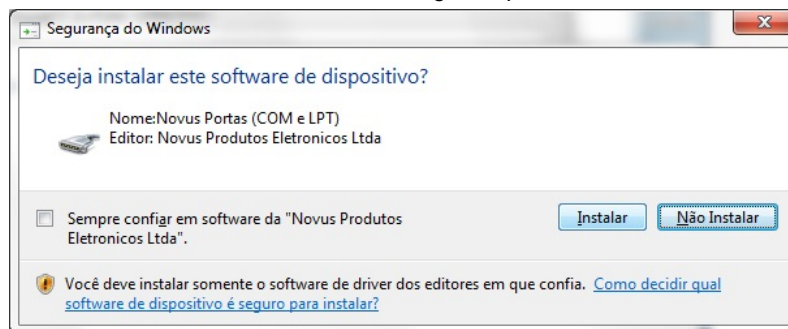 Segurança do Windows
Deseja instalar este software de dispositivo?
Nome:Novus Portas (COM e LPT)
Editor: Novus Produtos Eletronicos Ltda
Sempre confiar em software da "Novus Produtos
Eletronicos Ltda".
Instalar
Não Instalar
Você deve instalar somente o software de driver dos editores em que confia. Como decidir qual
software de dispositivo é seguro para instalar?